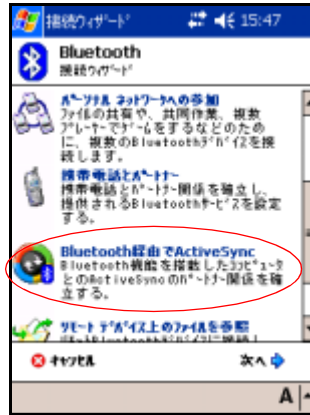 接続ウィザード 15:47
Bluetooth
接続ウィザード
パーソナル ネットワークへの参加
ファイルの共有や、共同作業、複数
プレーヤーでゲームをするなどのため
に、複数のBluetoothデバイスを接
続します。
携帯電話とパートナー
携帯電話とパートナー関係を確立し、
提供されるBluetoothサービスを設定
する。
Bluetooth経由でActiveSync
Bluetooth機能を搭載したコンピュータ
とのActiveSyncのパートナー関係を確
立する。
リモート デバイス上のファイルを参照
キャンセル 次へ
A